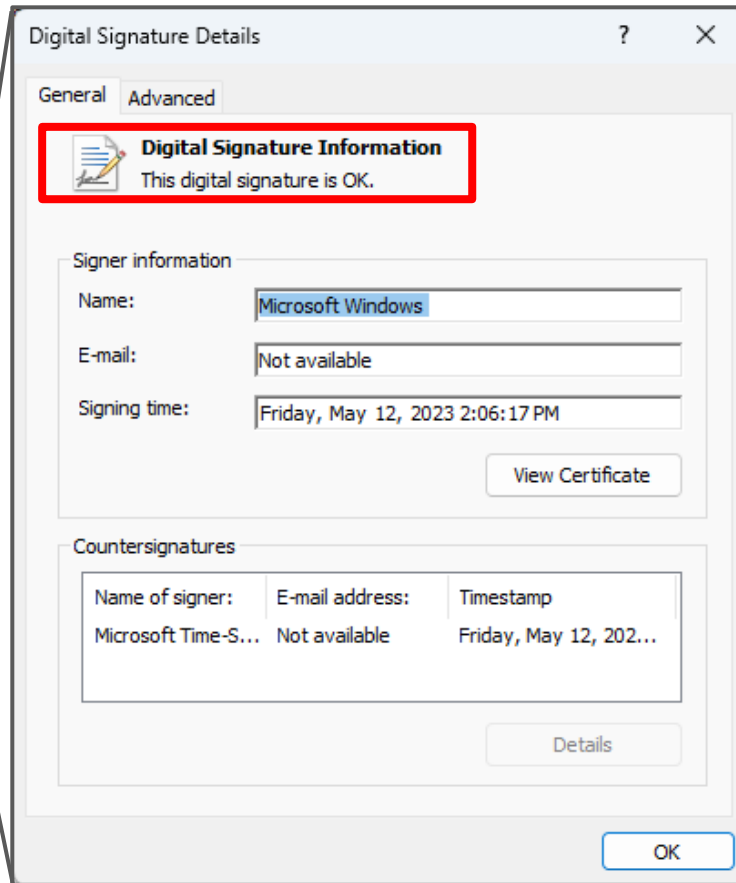 Digital Signature Details ? ×
General Advanced
Digital Signature Information
This digital signature is OK.
Signer information
Name: Microsoft Windows
E-mail: Not available
Signing time: Friday, May 12, 2023 2:06:17 PM
View Certificate
Countersignatures
Name of signer: E-mail address: Timestamp
Microsoft Time-S... Not available Friday, May 12, 202...
Details
OK